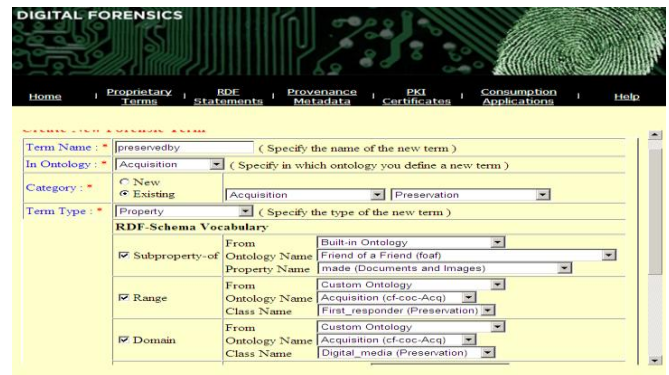 DIGITAL FORENSICS
Home | Proprietary Terms | RDF Statements | Provenance Metadata | PKI Certificates | Consumption Applications | Help
Create New Forensic Term
Term Name : * preservedby ( Specify the name of the new term )
In Ontology : * Acquisition ( Specify in which ontology you define a new term )
Category : * New
Existing Acquisition Preservation
Term Type : * Property ( Specify the type of the new term )
RDF-Schema Vocabulary
Subproperty-of From Built-in Ontology
Ontology Name Friend of a Friend (foaf)
Property Name made (Documents and Images)
Range From Custom Ontology
Ontology Name Acquisition (cf-coc-Acq)
Class Name First_responder (Preservation)
Domain From Custom Ontology
Ontology Name Acquisition (cf-coc-Acq)
Class Name Digital_media (Preservation)